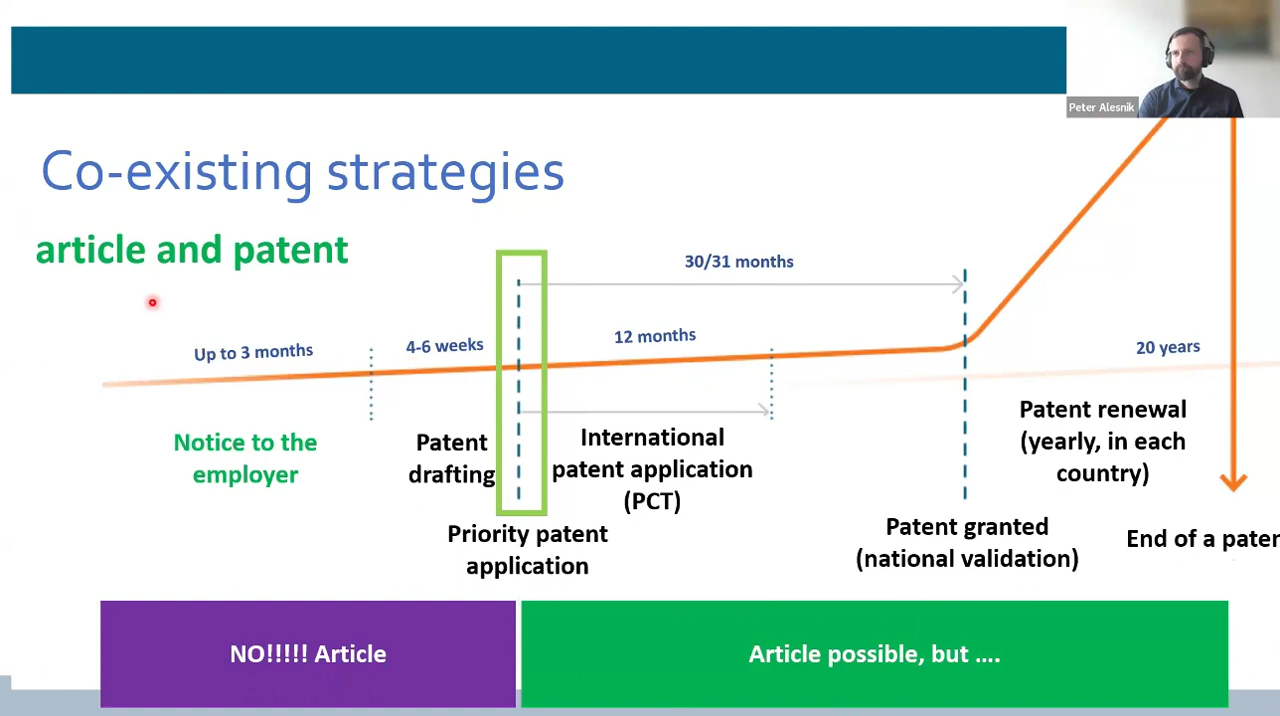 Peter Alesnik
Co-existing strategies
article and patent
30/31 months
Up to 3 months
4-6 weeks
12 months
20 years
Notice to the
employer
Patent
drafting
International
patent application
(PCT)
Patent renewal
(yearly, in each
country)
Priority patent
application
Patent granted
(national validation)
End of a paten
NO!!!!! Article
Article possible, but ....